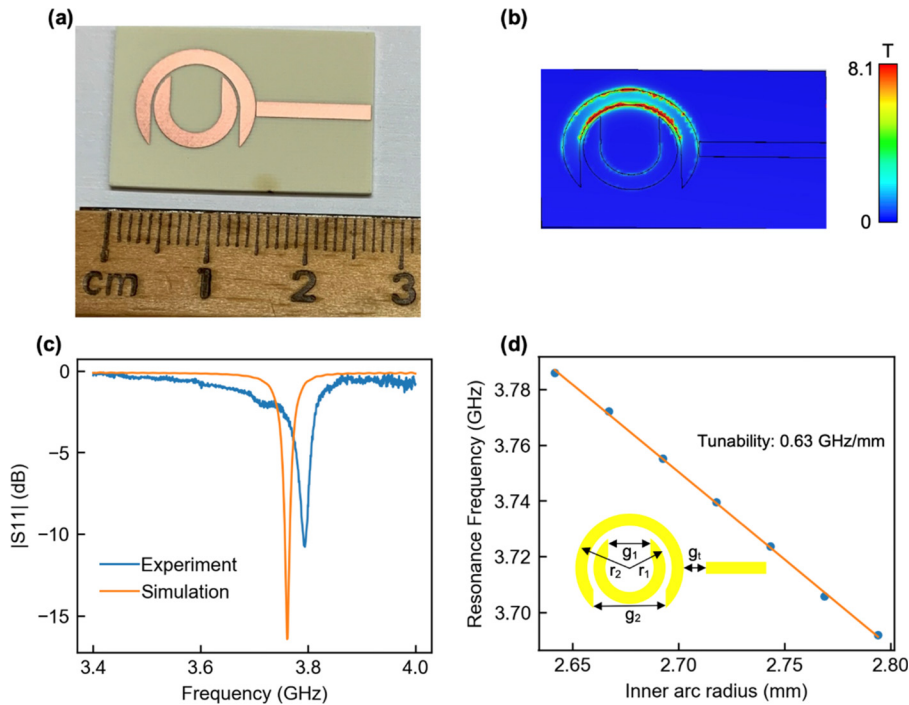 (a)
cm 1 2 3
(b)
T
8.1
0
(c)
0
−5
−10
−15
|S11| (dB)
Experiment
Simulation
3.4 3.6 3.8 4.0
Frequency (GHz)
(d)
3.78
3.76
3.74
3.72
3.70
Resonance Frequency (GHz)
Tunability: 0.63 GHz/mm
g1
gt
r2 r1
g2
2.65 2.70 2.75 2.80
Inner arc radius (mm)